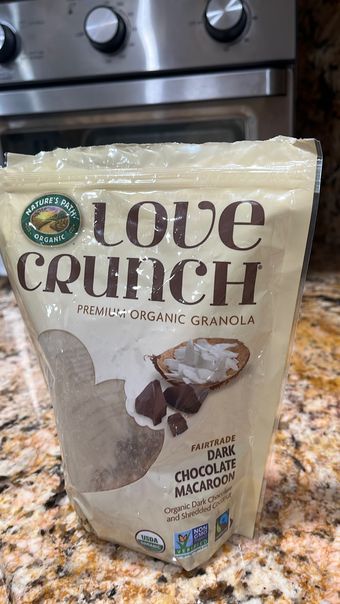 NATURE'S PATH
ORGANIC
LOVE
CRUNCH®
PREMIUM ORGANIC GRANOLA
FAIRTRADE
DARK
CHOCOLATE
MACAROON
Organic Dark Chocolate
and Shredded Coconut
USDA
ORGANIC
NON
GMO
VERIFIED